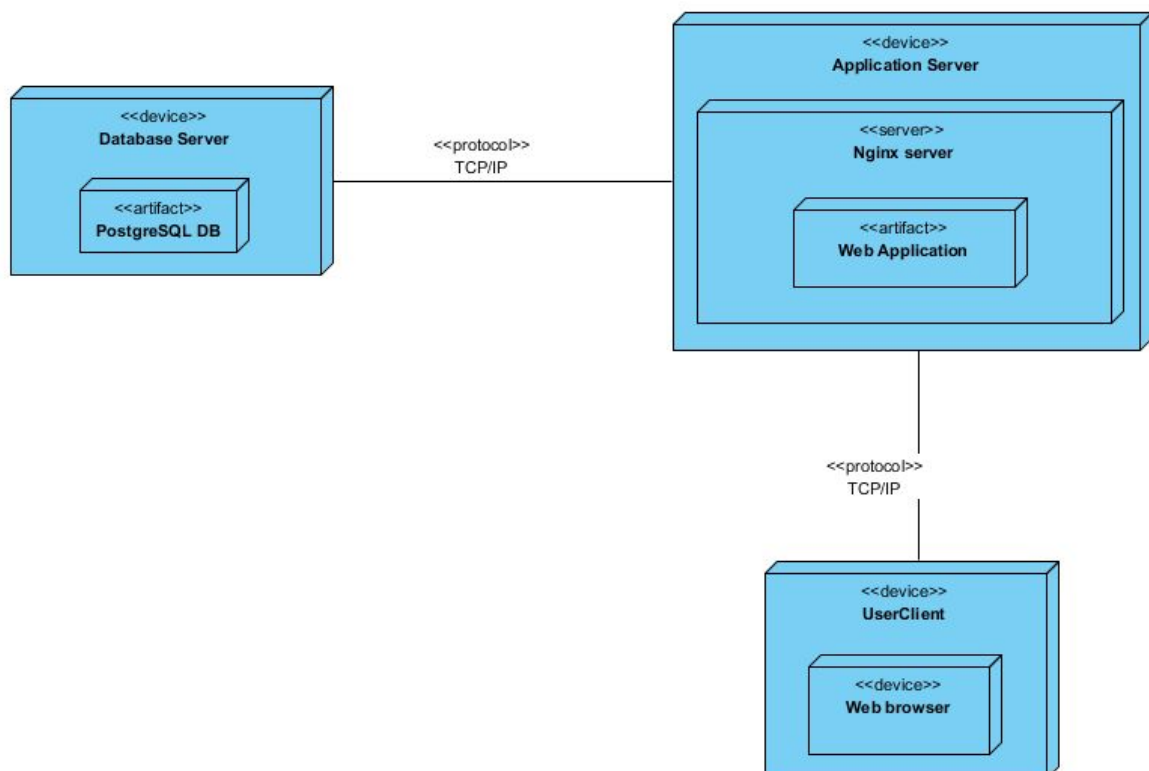 <<device>>
Database Server
<<artifact>>
PostgreSQL DB
<<protocol>>
TCP/IP
<<device>>
Application Server
<<server>>
Nginx server
<<artifact>>
Web Application
<<protocol>>
TCP/IP
<<device>>
UserClient
<<device>>
Web browser